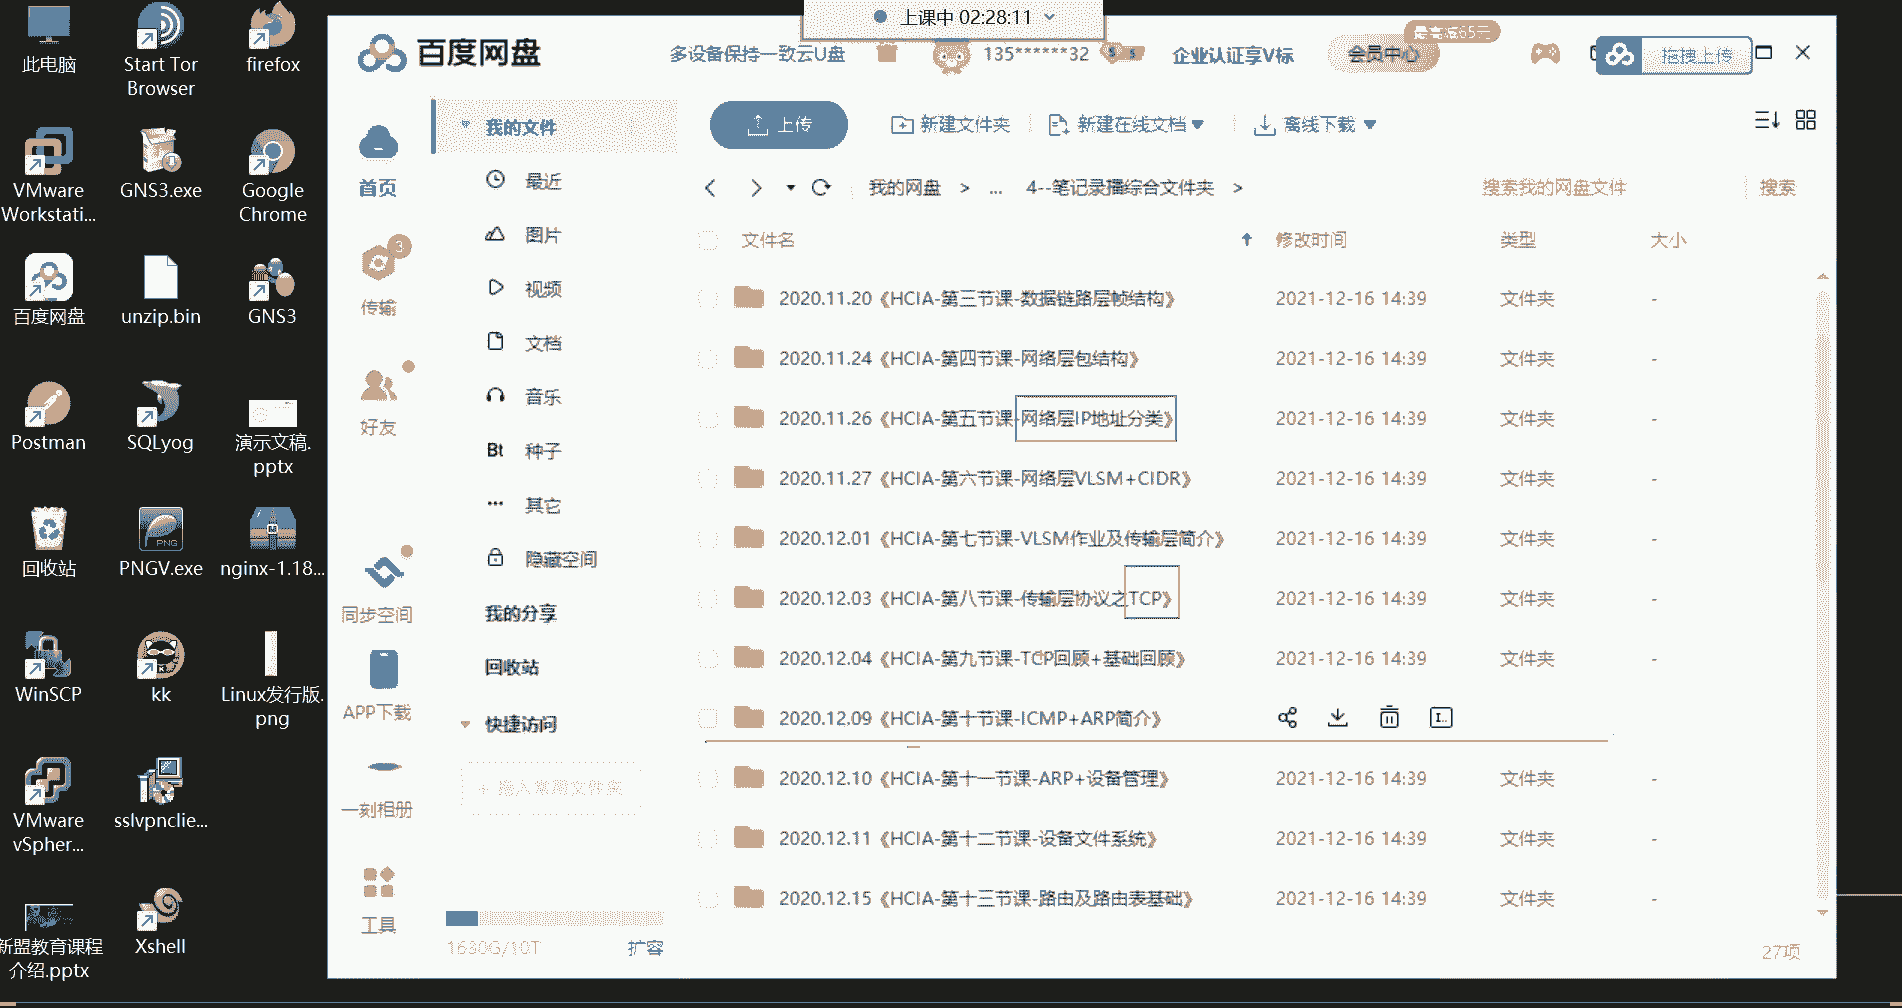 上课中 02:28:11
此电脑
Start Tor Browser
firefox
VMware Workstati...
GNS3.exe
Google Chrome
百度网盘
unzip.bin
GNS3
Postman
SQLyog
演示文稿.pptx
回收站
PNGV.exe
nginx-1.18...
WinSCP
kk
Linux发行版.png
VMware vSpher...
sslvpnclie...
新盟教育课程介绍.pptx
Xshell
百度网盘
多设备保持一致云U盘
135******32
企业认证享V标
会员中心
最高减65元
拖拽上传
首页
3
传输
好友
同步空间
APP下载
一刻相册
工具
我的文件
最近
图片
视频
文档
音乐
Bt 种子
其它
隐藏空间
我的分享
回收站
快捷访问
+ 拖入常用文件夹
1630G/10T 扩容
上传 新建文件夹 新建在线文档 离线下载
我的网盘 > ... 4--笔记录播综合文件夹 >
搜索我的网盘文件 搜索
文件名 修改时间 类型 大小
2020.11.20《HCIA-第三节课-数据链路层帧结构》 2021-12-16 14:39 文件夹 -
2020.11.24《HCIA-第四节课-网络层包结构》 2021-12-16 14:39 文件夹 -
2020.11.26《HCIA-第五节课-网络层IP地址分类》 2021-12-16 14:39 文件夹 -
2020.11.27《HCIA-第六节课-网络层VLSM+CIDR》 2021-12-16 14:39 文件夹 -
2020.12.01《HCIA-第七节课-VLSM作业及传输层简介》 2021-12-16 14:39 文件夹 -
2020.12.03《HCIA-第八节课-传输层协议之TCP》 2021-12-16 14:39 文件夹 -
2020.12.04《HCIA-第九节课-TCP回顾+基础回顾》 2021-12-16 14:39 文件夹 -
2020.12.09《HCIA-第十节课-ICMP+ARP简介》
2020.12.10《HCIA-第十一节课-ARP+设备管理》 2021-12-16 14:39 文件夹 -
2020.12.11《HCIA-第十二节课-设备文件系统》 2021-12-16 14:39 文件夹 -
2020.12.15《HCIA-第十三节课-路由及路由表基础》 2021-12-16 14:39 文件夹 -
27项